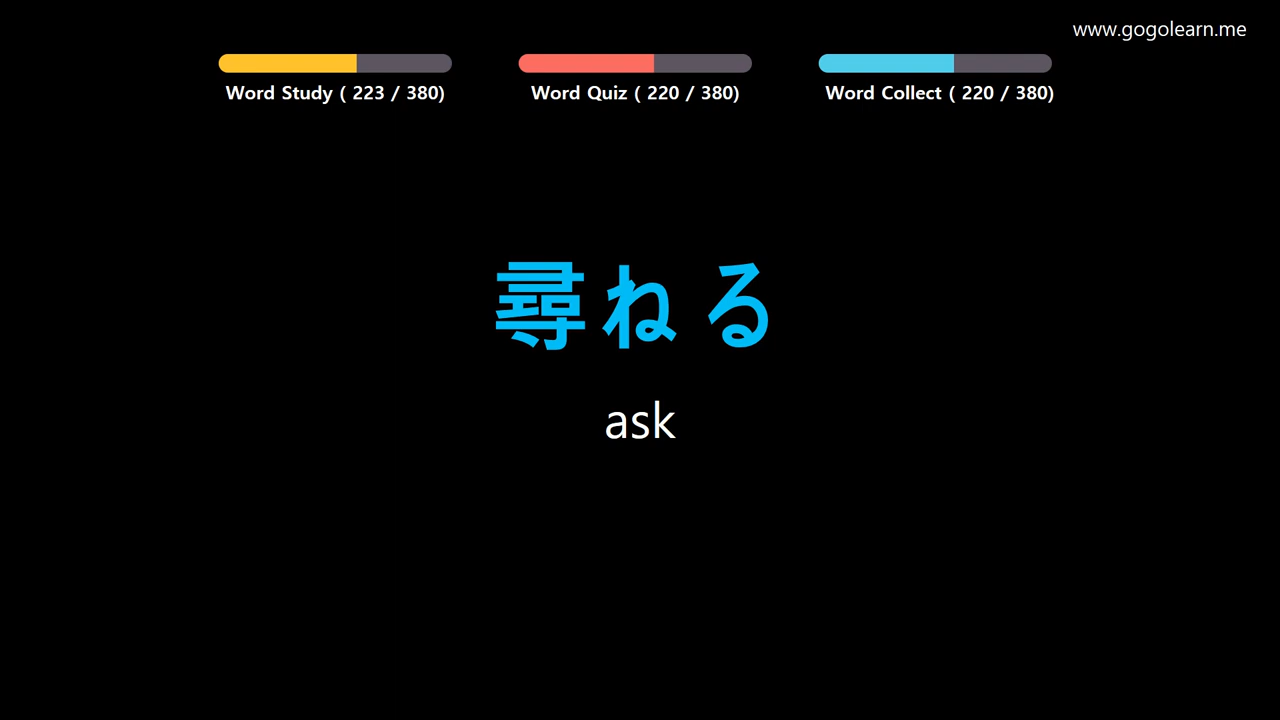 www.gogolearn.me
Word Study ( 223 / 380)
Word Quiz ( 220 / 380)
Word Collect ( 220 / 380)
尋ねる
ask